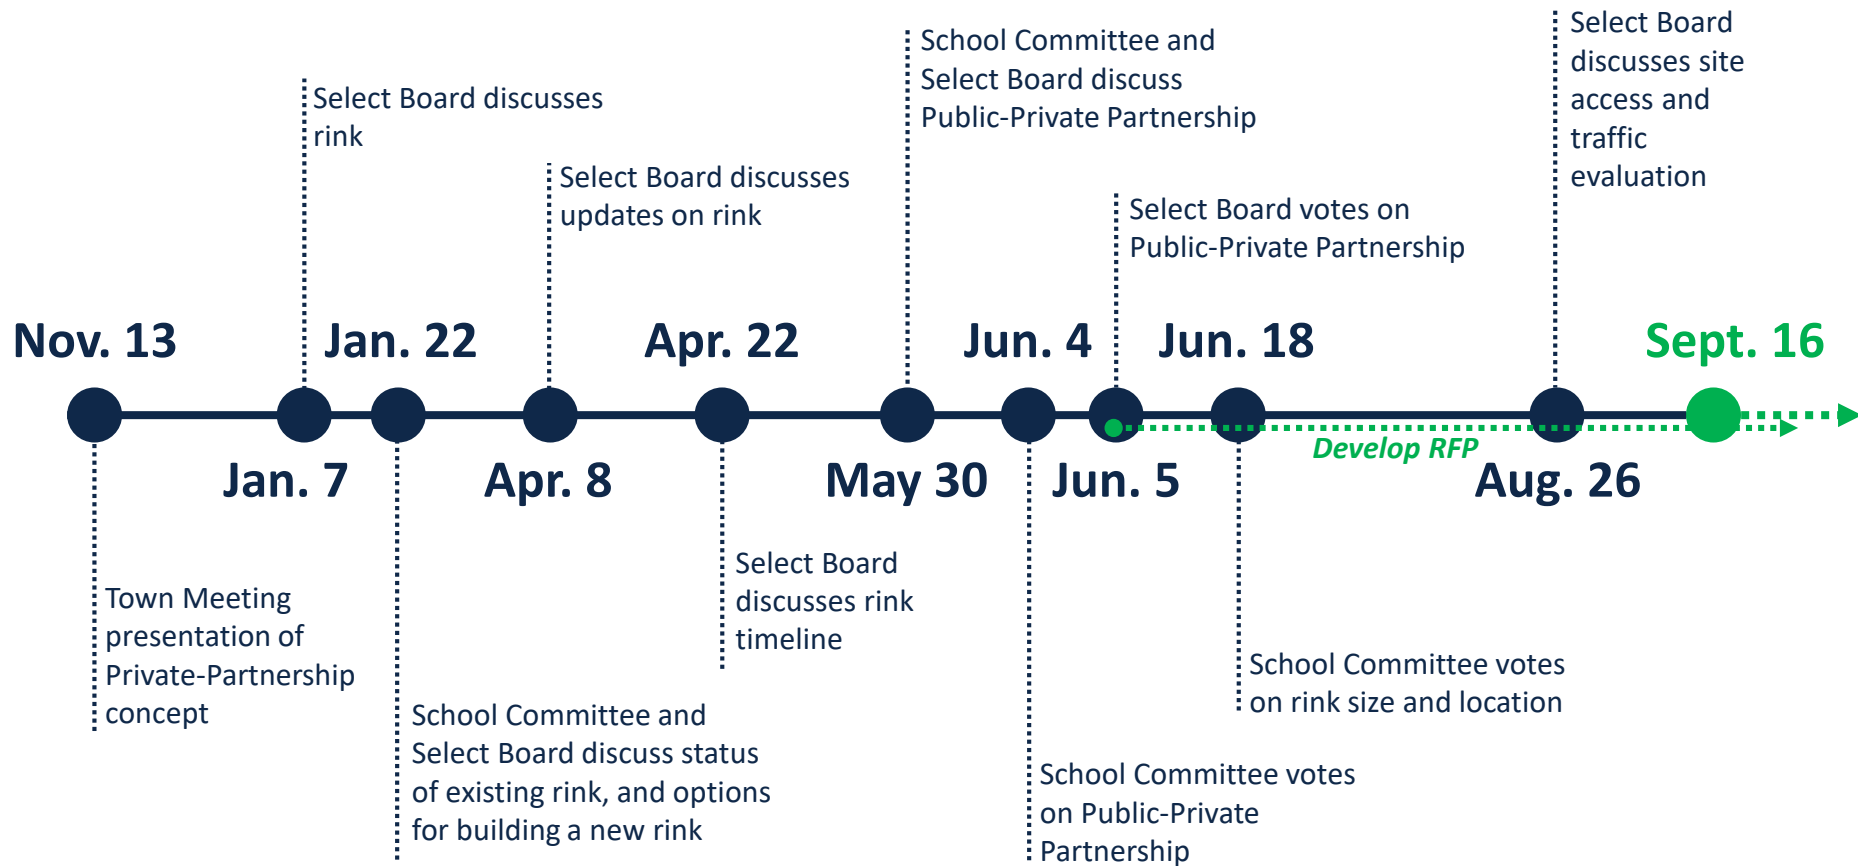 Select Board
discusses site
access and
traffic
evaluation
School Committee and
Select Board discuss
Public-Private Partnership
Select Board discusses
rink
Select Board discusses
updates on rink
Select Board votes on
Public-Private Partnership
Nov. 13
Jan. 22
Apr. 22
Jun. 4
Jun. 18
Sept. 16
Develop RFP
Jan. 7
Apr. 8
May 30
Jun. 5
Aug. 26
Town Meeting
presentation of
Private-Partnership
concept
School Committee and
Select Board discuss status
of existing rink, and options
for building a new rink
Select Board
discusses rink
timeline
School Committee votes
on Public-Private
Partnership
School Committee votes
on rink size and location